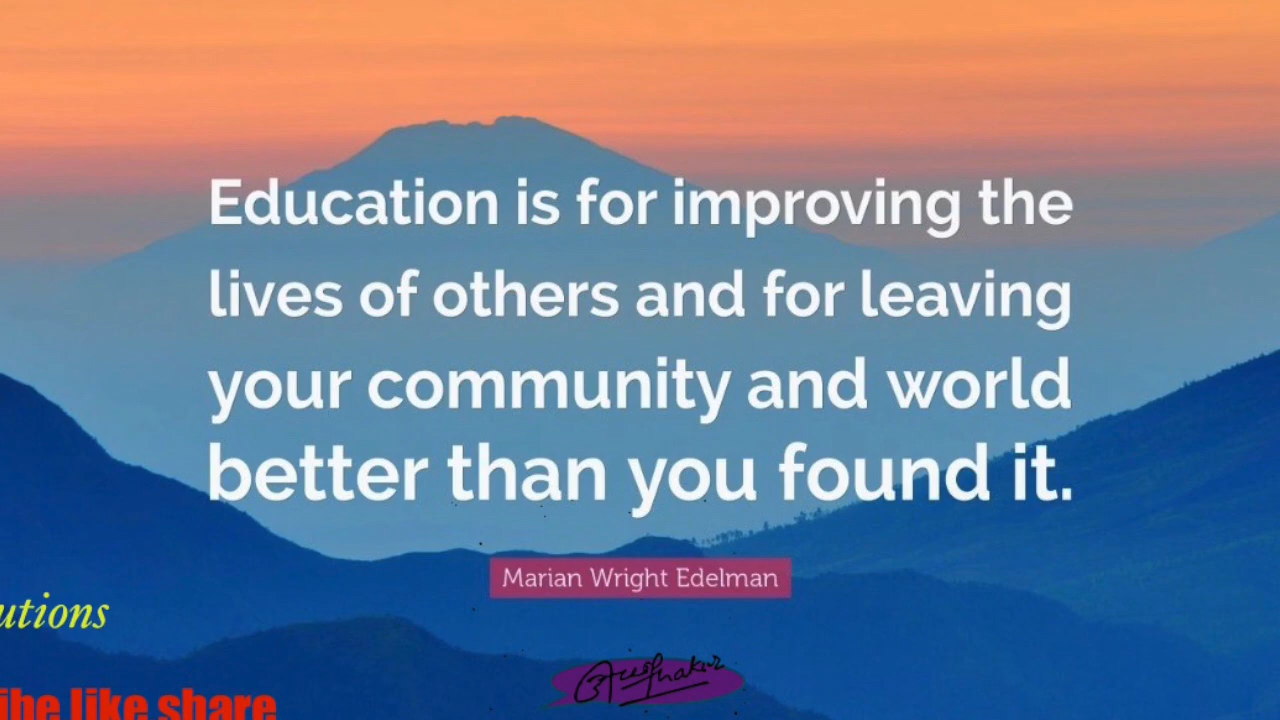 Education is for improving the
lives of others and for leaving
your community and world
better than you found it.
Marian Wright Edelman
utions
ibe like share